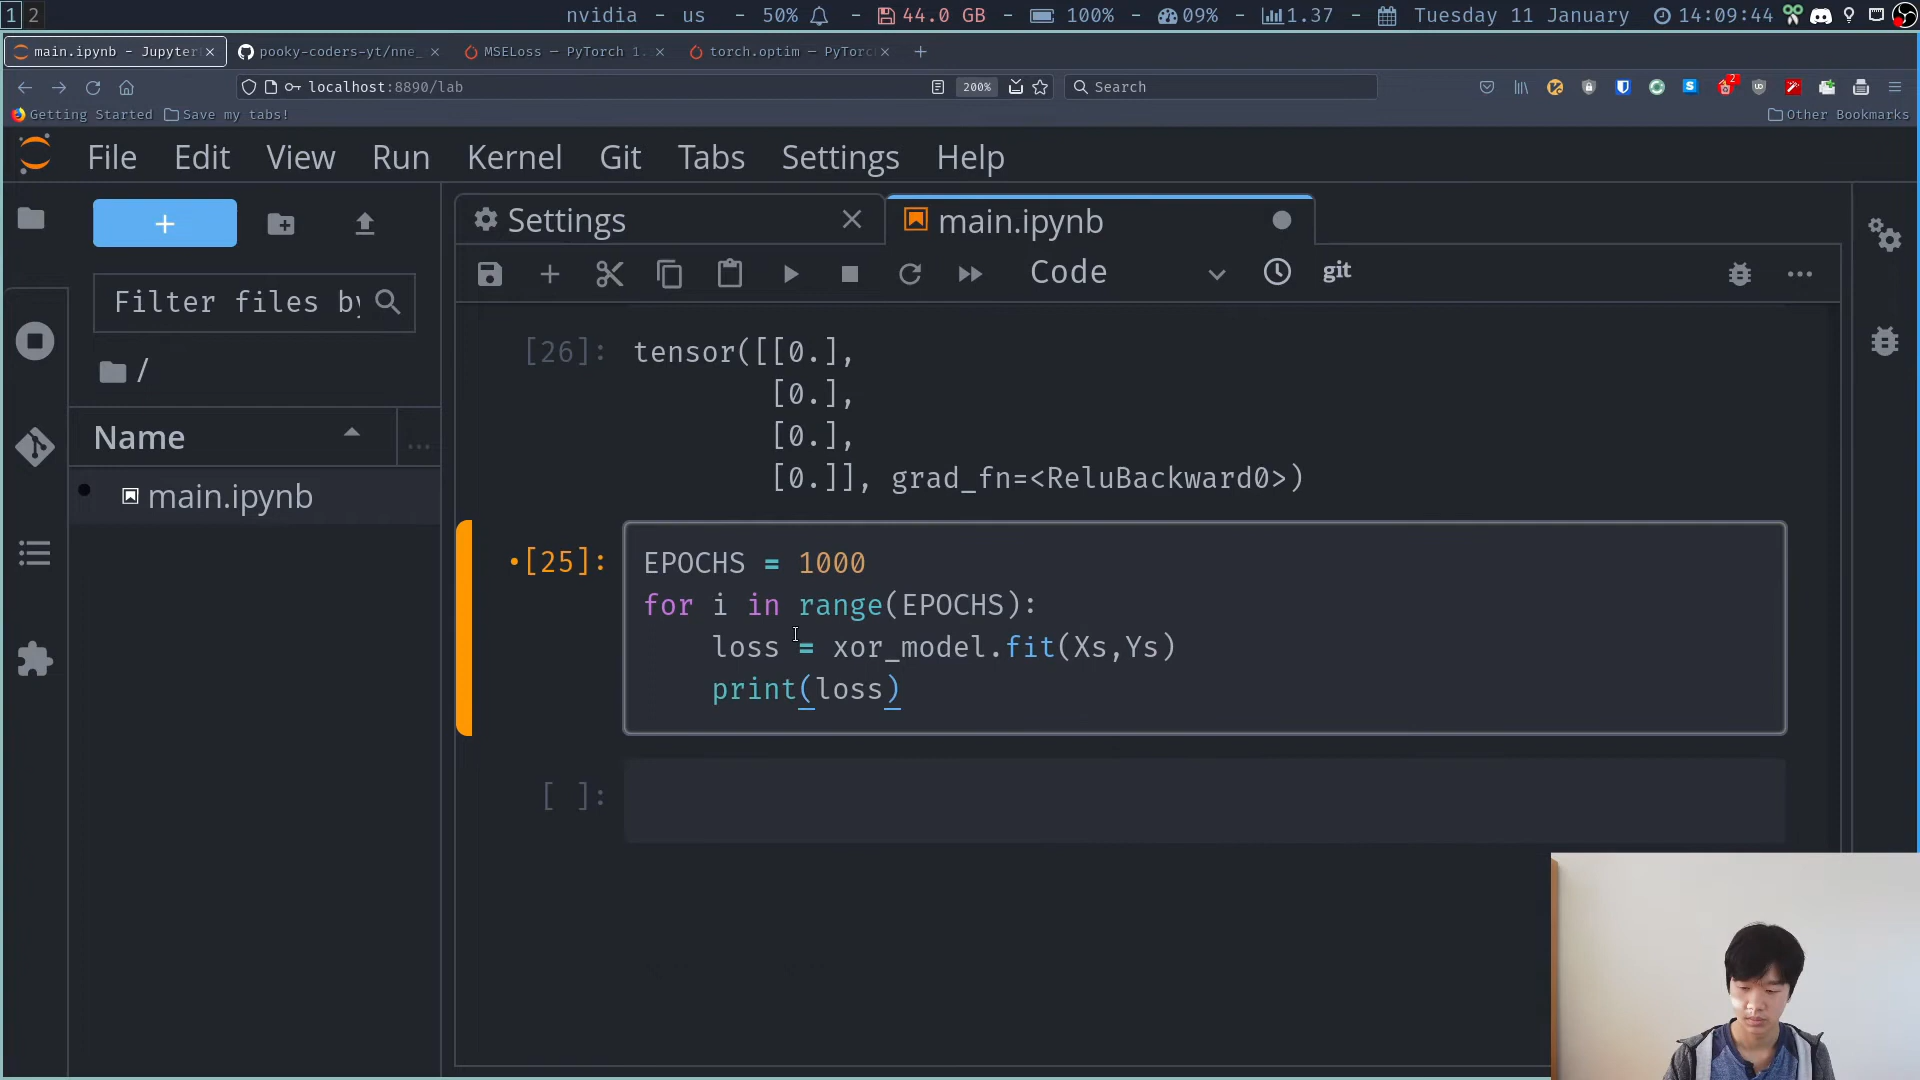 1 2 nvidia - us - 50% - 44.0 GB - 100% - 09% - 1.37 - Tuesday 11 January - 14:09:44
main.ipynb - Jupyter pooky-coders-yt/nne_ MSELoss — PyTorch 1. torch.optim — PyTorc
localhost:8890/lab 200% Search 2
Getting Started Save my tabs! Other Bookmarks
File Edit View Run Kernel Git Tabs Settings Help
Settings main.ipynb
Code git
Filter files by
/
Name ...
main.ipynb
[26]: tensor([[0.],
[0.],
[0.],
[0.]], grad_fn=<ReluBackward0>)
•[25]: EPOCHS = 1000
for i in range(EPOCHS):
loss = xor_model.fit(Xs,Ys)
print(loss)
[ ]: